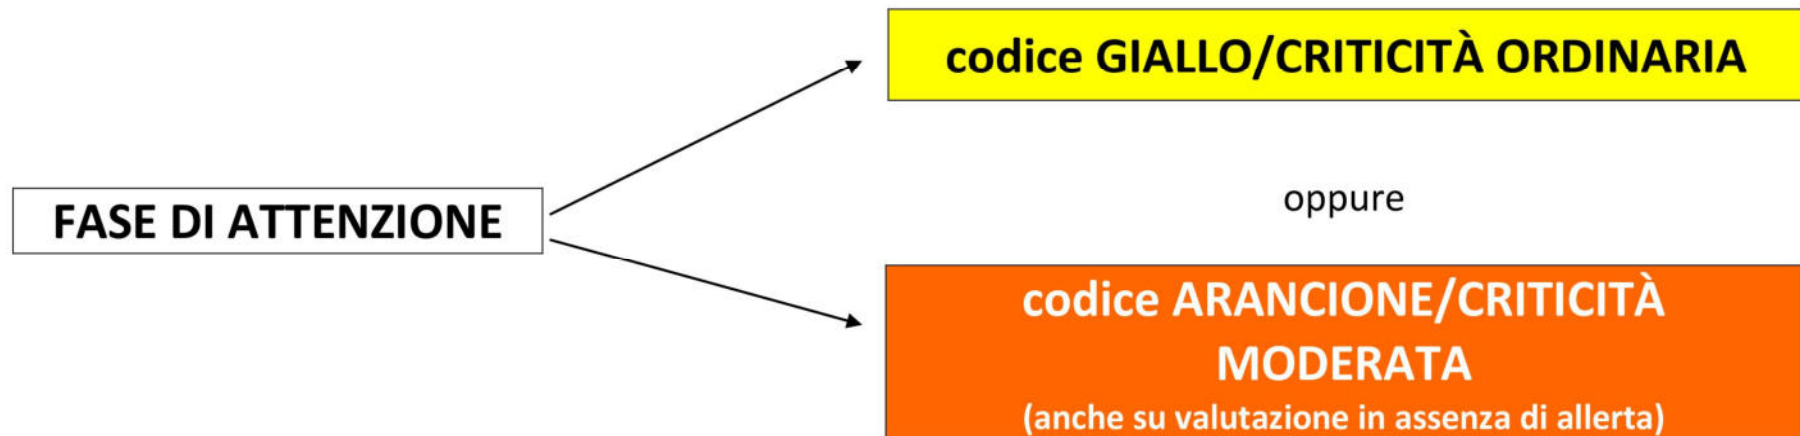 codice GIALLO/CRITICITÀ ORDINARIA
FASE DI ATTENZIONE
oppure
codice ARANCIONE/CRITICITÀ
MODERATA
(anche su valutazione in assenza di allerta)